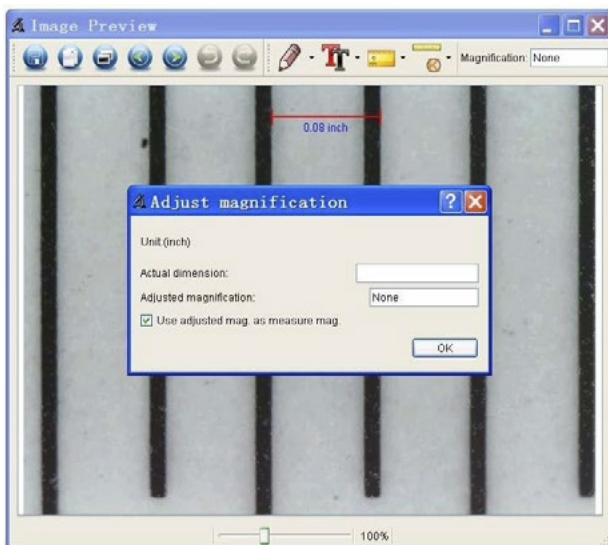 Image Preview
Magnification: None
0.08 inch
Adjust magnification
Unit (inch)
Actual dimension:
Adjusted magnification: None
Use adjusted mag. as measure mag.
OK
100%